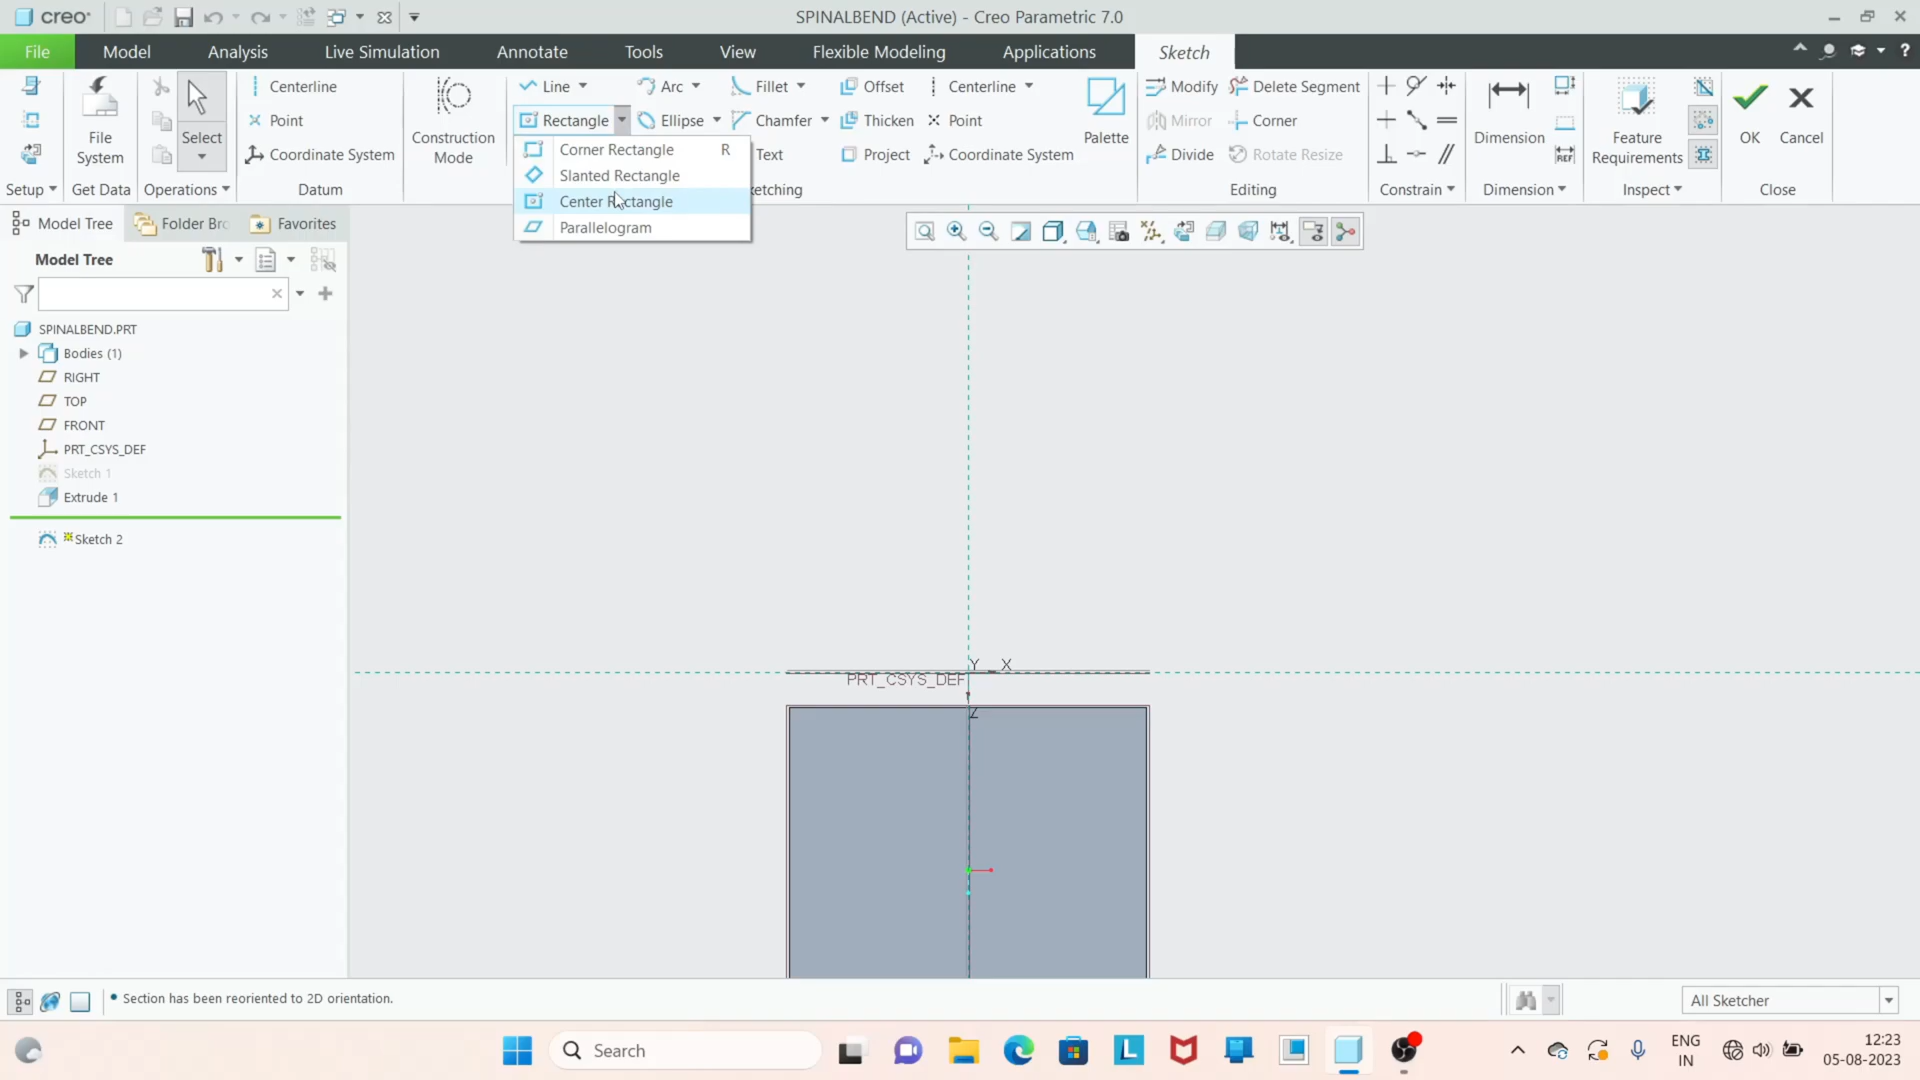 creo
SPINALBEND (Active) - Creo Parametric 7.0
File Model Analysis Live Simulation Annotate Tools View Flexible Modeling Applications Sketch
Centerline Line Arc Fillet Offset Centerline Modify Delete Segment
Rectangle Ellipse Chamfer Thicken Point Mirror Corner
Point
File System
Select
Construction Mode
Palette
Dimension
Feature Requirements
OK Cancel
Corner Rectangle R
Slanted Rectangle
Center Rectangle
Parallelogram
Coordinate System Text Project Coordinate System Divide Rotate Resize
REF
Setup Get Data Operations Datum etching Editing Constrain Dimension Inspect Close
Model Tree Folder Bro Favorites
Model Tree
SPINALBEND.PRT
Bodies (1)
RIGHT
TOP
FRONT
PRT_CSYS_DEF
Sketch 1
Extrude 1
Sketch 2
Y X
PRT_CSYS_DEF
Z
Section has been reoriented to 2D orientation.
All Sketcher
Search
ENG
IN
12:23
05-08-2023